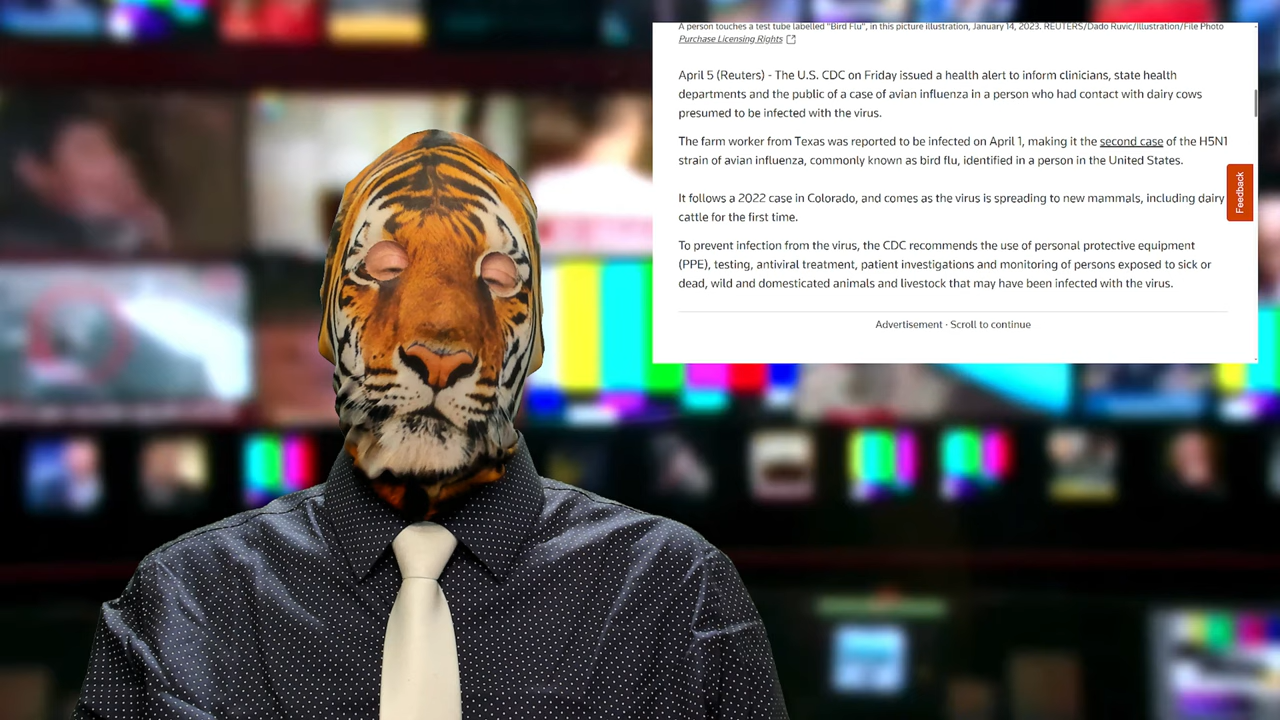 A person touches a test tube labelled "Bird Flu", in this picture illustration, January 14, 2023. REUTERS/Dado Ruvic/Illustration/File Photo
Purchase Licensing Rights
April 5 (Reuters) - The U.S. CDC on Friday issued a health alert to inform clinicians, state health
departments and the public of a case of avian influenza in a person who had contact with dairy cows
presumed to be infected with the virus.
The farm worker from Texas was reported to be infected on April 1, making it the second case of the H5N1
strain of avian influenza, commonly known as bird flu, identified in a person in the United States.
It follows a 2022 case in Colorado, and comes as the virus is spreading to new mammals, including dairy
cattle for the first time.
Feedback
To prevent infection from the virus, the CDC recommends the use of personal protective equipment
(PPE), testing, antiviral treatment, patient investigations and monitoring of persons exposed to sick or
dead, wild and domesticated animals and livestock that may have been infected with the virus.
Advertisement · Scroll to continue